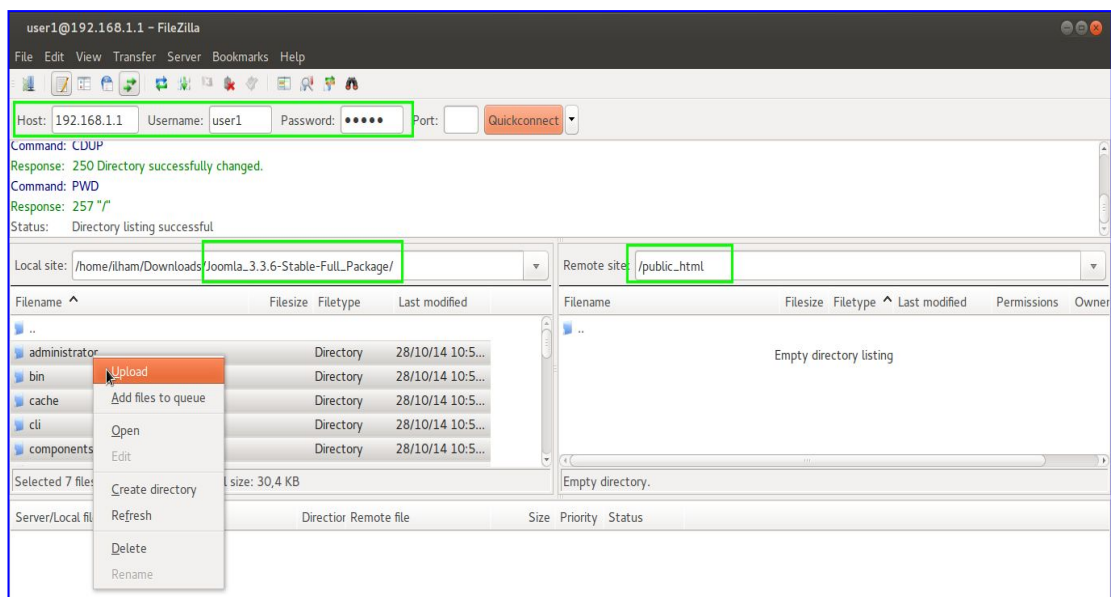 user1@192.168.1.1 – FileZilla
File Edit View Transfer Server Bookmarks Help
Host: 192.168.1.1 Username: user1 Password: ●●●●● Port: Quickconnect
Command: CDUP
Response: 250 Directory successfully changed.
Command: PWD
Response: 257 "/"
Status: Directory listing successful
Local site: /home/ilham/Downloads/Joomla_3.3.6-Stable-Full_Package/
Remote site: /public_html
Filename Filesize Filetype Last modified
Filename Filesize Filetype Last modified Permissions Owner
..
..
administrator Directory 28/10/14 10:5...
Empty directory listing
bin Directory 28/10/14 10:5...
cache Directory 28/10/14 10:5...
cli Directory 28/10/14 10:5...
components Directory 28/10/14 10:5...
Upload
Add files to queue
Open
Edit
Create directory
Refresh
Delete
Rename
Selected 7 files size: 30,4 KB
Empty directory.
Server/Local Direction Remote file Size Priority Status